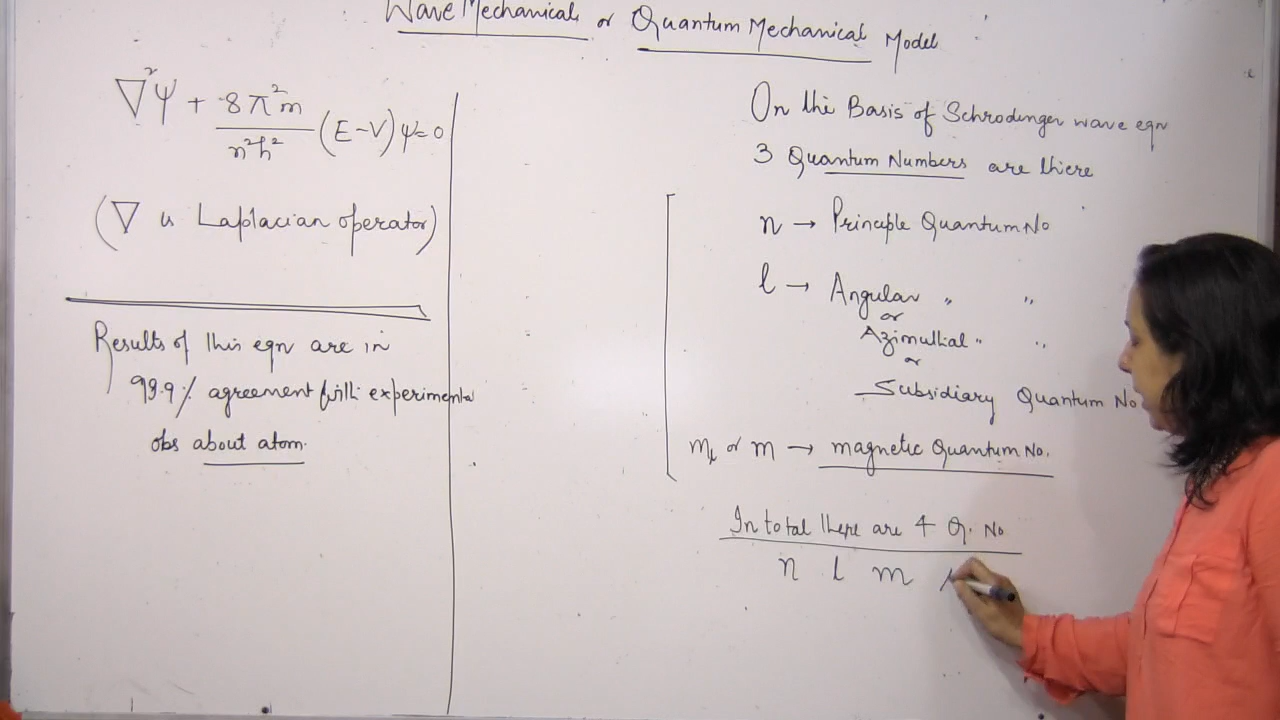 Wave Mechanical or Quantum Mechanical Model
∇²ψ + 8π²m/n²h² (E-V)ψ=0
(∇ is Laplacian operator)
Results of this eqn are in
99.9% agreement with experimental
obs about atom.
On the Basis of Schrodinger wave eqn
3 Quantum Numbers are there
n → Principle Quantum No
l → Angular " "
or
Azimuthal " "
or
Subsidiary Quantum No
mₗ or m → magnetic Quantum No.
In total there are 4 Q. No
n l m